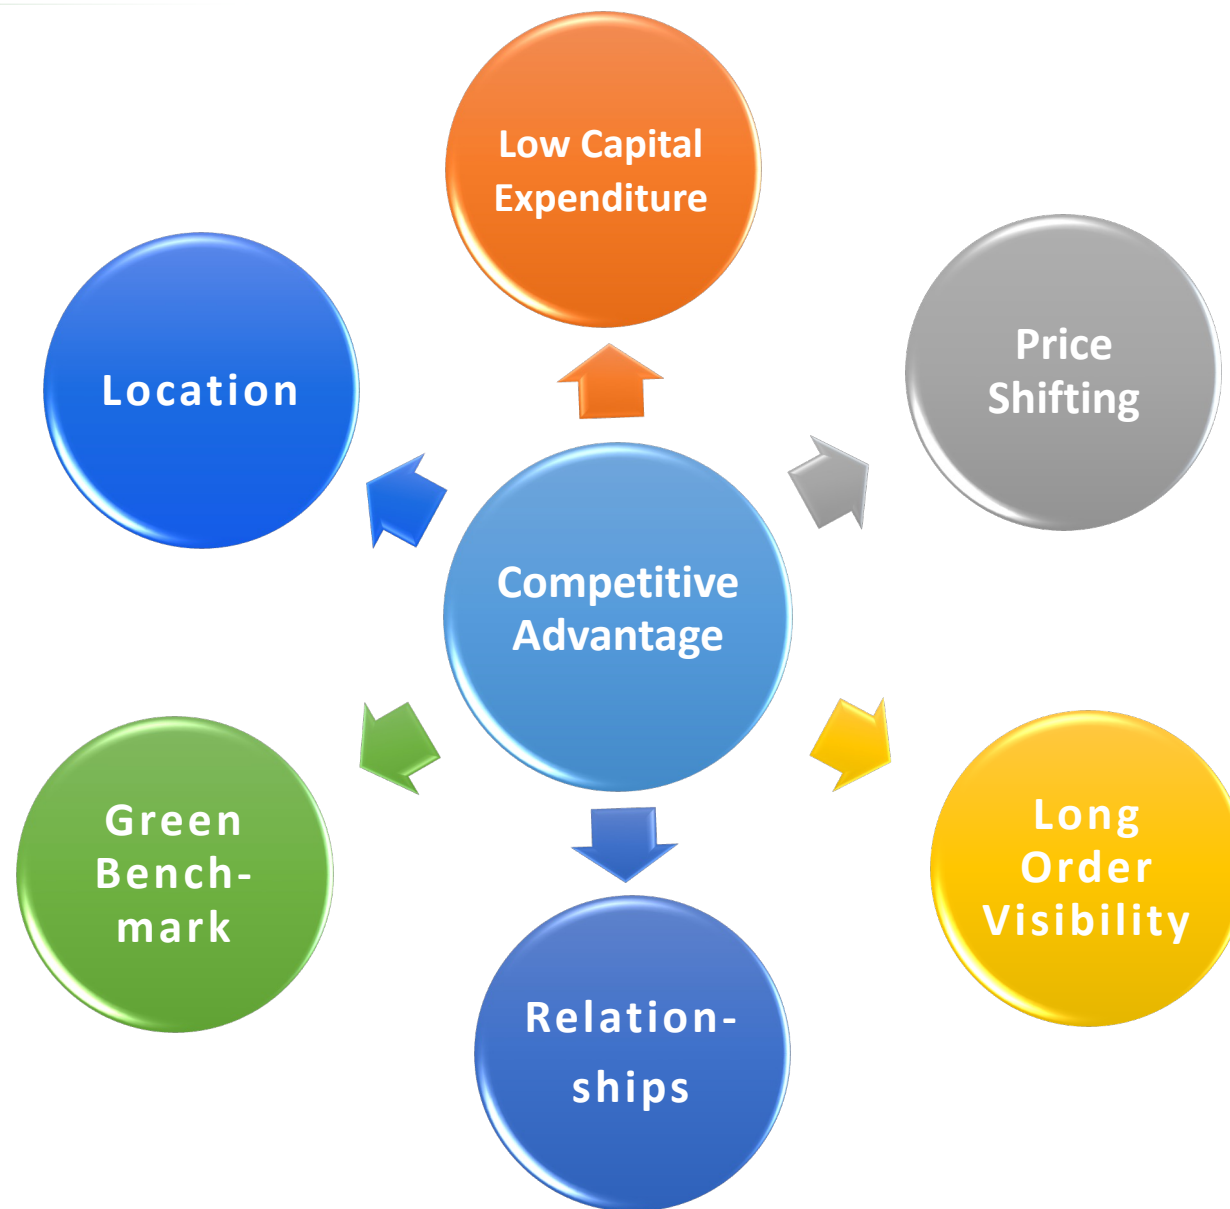 Low Capital
Expenditure
Price
Shifting
Location
Competitive
Advantage
Green
Bench-
mark
Long
Order
Visibility
Relation-
ships